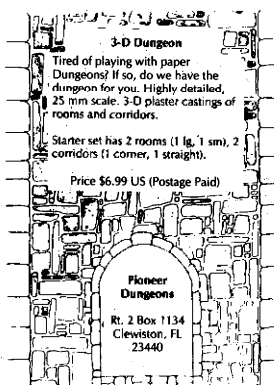 3-D Dungeon
Tired of playing with paper
Dungeons? If so, do we have the
dungeon for you. Highly detailed,
25 mm scale. 3-D plaster castings of
rooms and corridors.
Starter set has 2 rooms (1 lg, 1 sm), 2
corridors (1 corner, 1 straight).
Price $6.99 US (Postage Paid)
Pioneer
Dungeons
Rt. 2 Box 1134
Clewiston, FL
23440